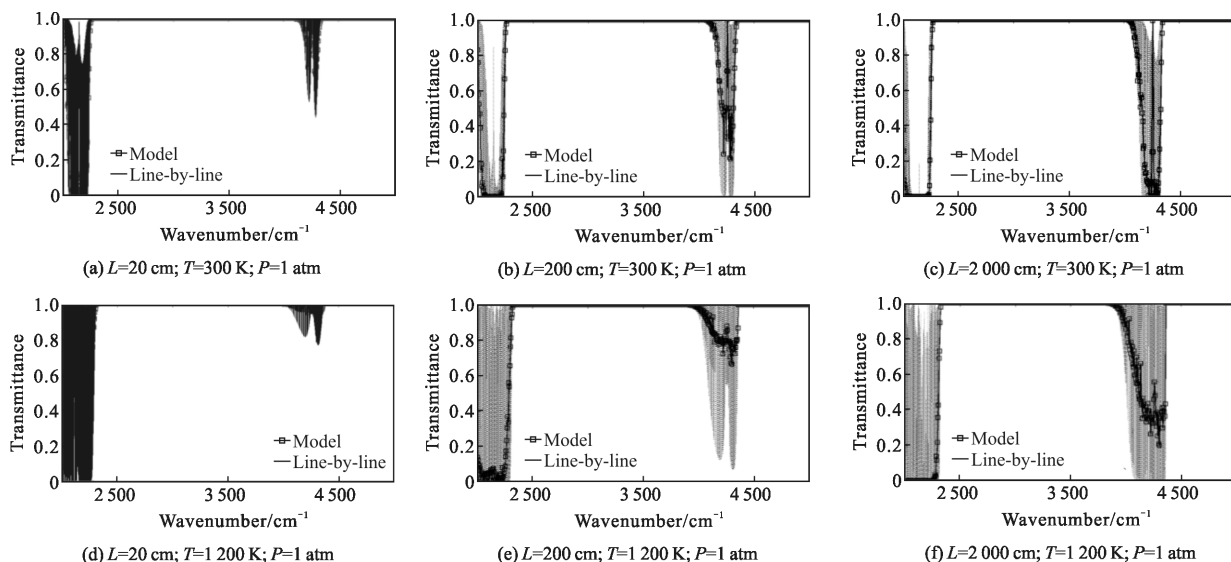 1.0
0.8
0.6
0.4
0.2
0
Transmittance
Model
Line-by-line
2 500
3 500
4 500
Wavenumber/cm⁻¹
(a) L=20 cm; T=300 K; P=1 atm
1.0
0.8
0.6
0.4
0.2
0
Transmittance
Model
Line-by-line
2 500
3 500
4 500
Wavenumber/cm⁻¹
(b) L=200 cm; T=300 K; P=1 atm
1.0
0.8
0.6
0.4
0.2
0
Transmittance
Model
Line-by-line
2 500
3 500
4 500
Wavenumber/cm⁻¹
(c) L=2 000 cm; T=300 K; P=1 atm
1.0
0.8
0.6
0.4
0.2
0
Transmittance
Model
Line-by-line
2 500
3 500
4 500
Wavenumber/cm⁻¹
(d) L=20 cm; T=1 200 K; P=1 atm
1.0
0.8
0.6
0.4
0.2
0
Transmittance
Model
Line-by-line
2 500
3 500
4 500
Wavenumber/cm⁻¹
(e) L=200 cm; T=1 200 K; P=1 atm
1.0
0.8
0.6
0.4
0.2
0
Transmittance
Model
Line-by-line
2 500
3 500
4 500
Wavenumber/cm⁻¹
(f) L=2 000 cm; T=1 200 K; P=1 atm